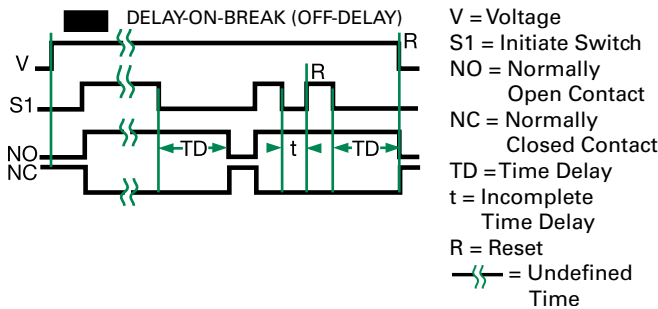 DELAY-ON-BREAK (OFF-DELAY)
V
R
S1
R
NO
NC
TD
t
TD
V = Voltage
S1 = Initiate Switch
NO = Normally
Open Contact
NC = Normally
Closed Contact
TD = Time Delay
t = Incomplete
Time Delay
R = Reset
= Undefined
Time